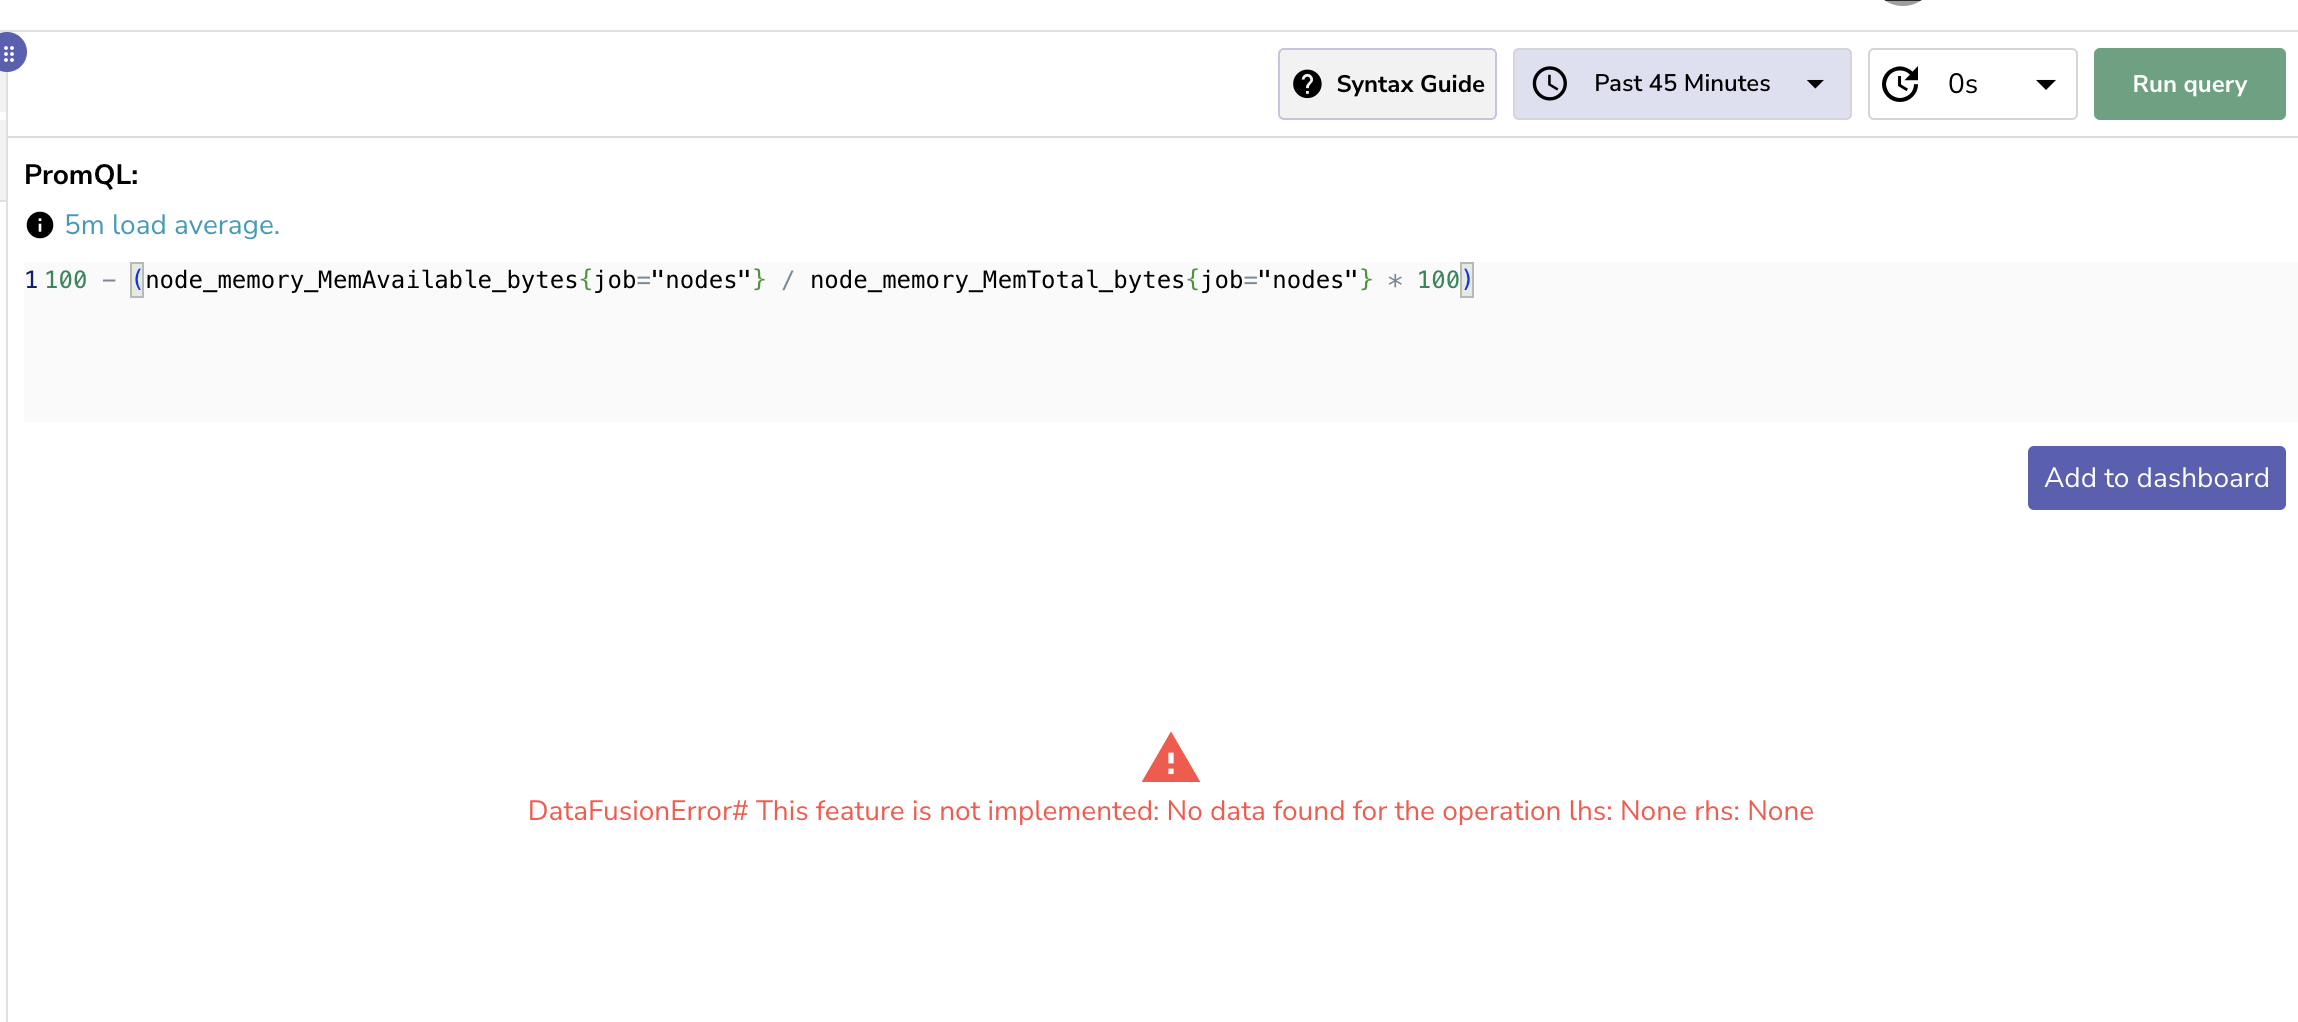 Syntax Guide Past 45 Minutes 0s Run query
PromQL:
5m load average.
1 100 - (node_memory_MemAvailable_bytes{job="nodes"} / node_memory_MemTotal_bytes{job="nodes"} * 100)
Add to dashboard
DataFusionError# This feature is not implemented: No data found for the operation lhs: None rhs: None